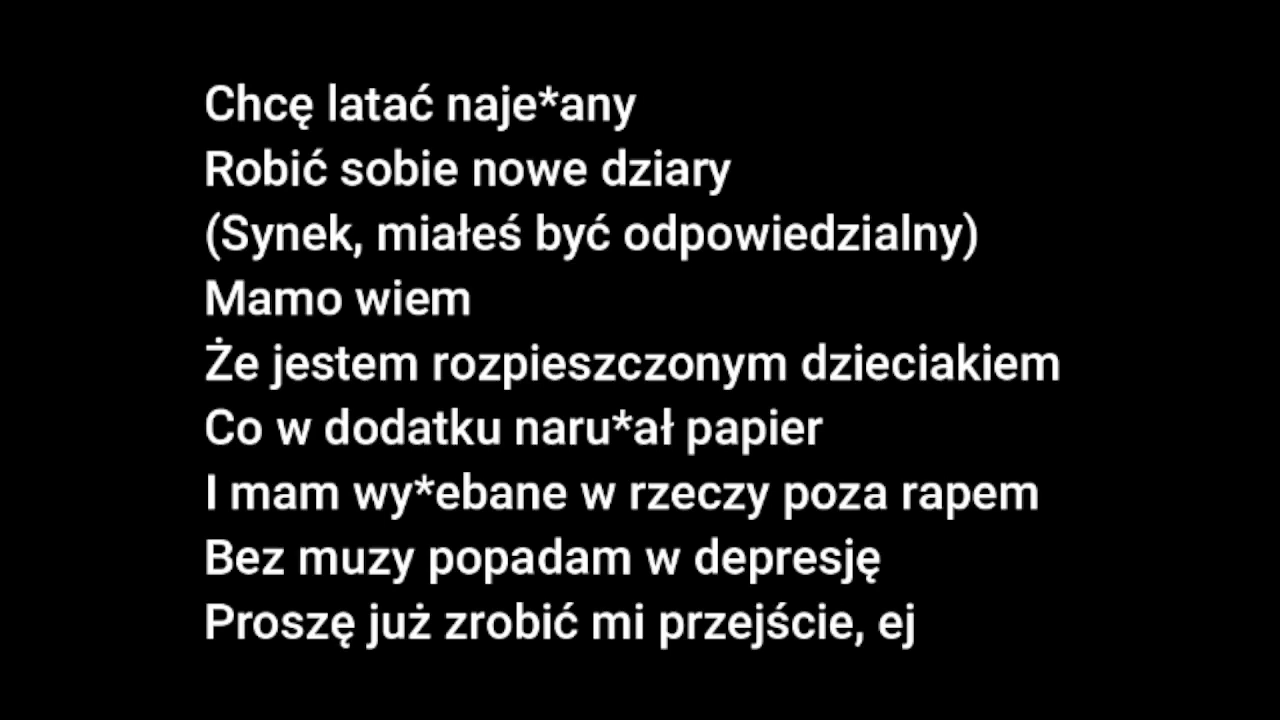 Chcę latać naje*any
Robić sobie nowe dziary
(Synek, miałeś być odpowiedzialny)
Mamo wiem
Że jestem rozpieszczonym dzieciakiem
Co w dodatku naru*ał papier
I mam wy*ebane w rzeczy poza rapem
Bez muzy popadam w depresję
Proszę już zrobić mi przejście, ej